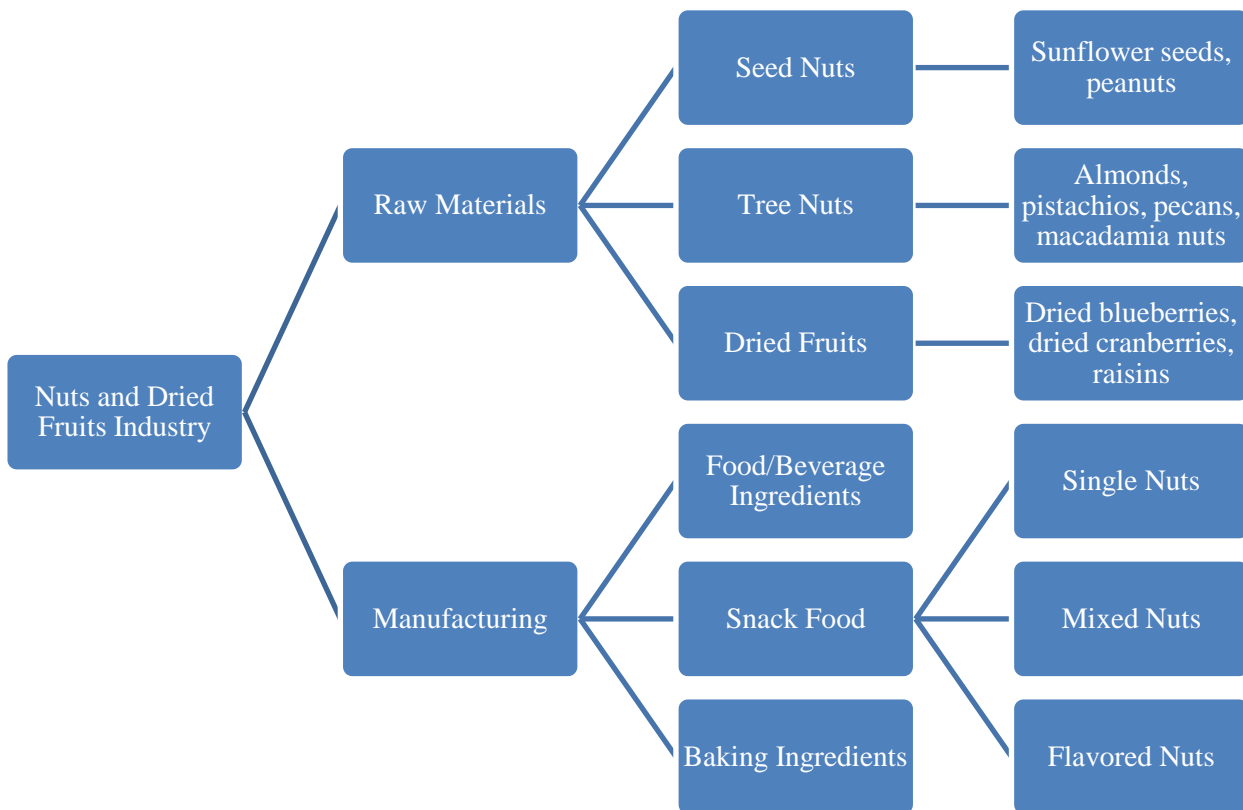 Seed Nuts
Sunflower seeds,
peanuts
Raw Materials
Tree Nuts
Almonds,
pistachios, pecans,
macadamia nuts
Dried Fruits
Dried blueberries,
dried cranberries,
raisins
Nuts and Dried
Fruits Industry
Food/Beverage
Ingredients
Single Nuts
Manufacturing
Snack Food
Mixed Nuts
Baking Ingredients
Flavored Nuts